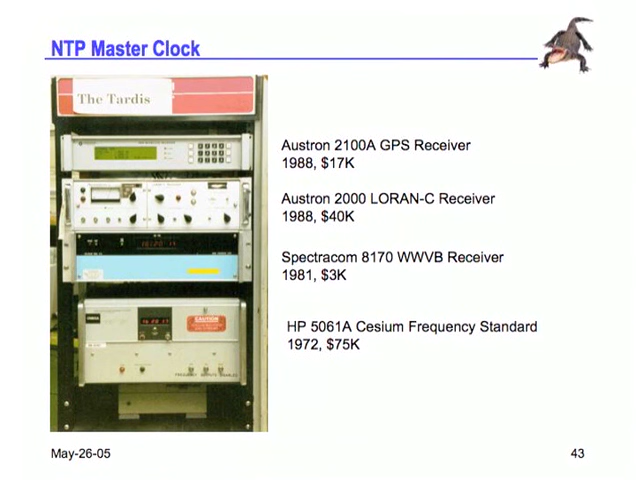 NTP Master Clock
The Tardis
Austron 2100A GPS Receiver
1988, $17K
Austron 2000 LORAN-C Receiver
1988, $40K
Spectracom 8170 WWVB Receiver
1981, $3K
HP 5061A Cesium Frequency Standard
1972, $75K
CAUTION
May-26-05
43